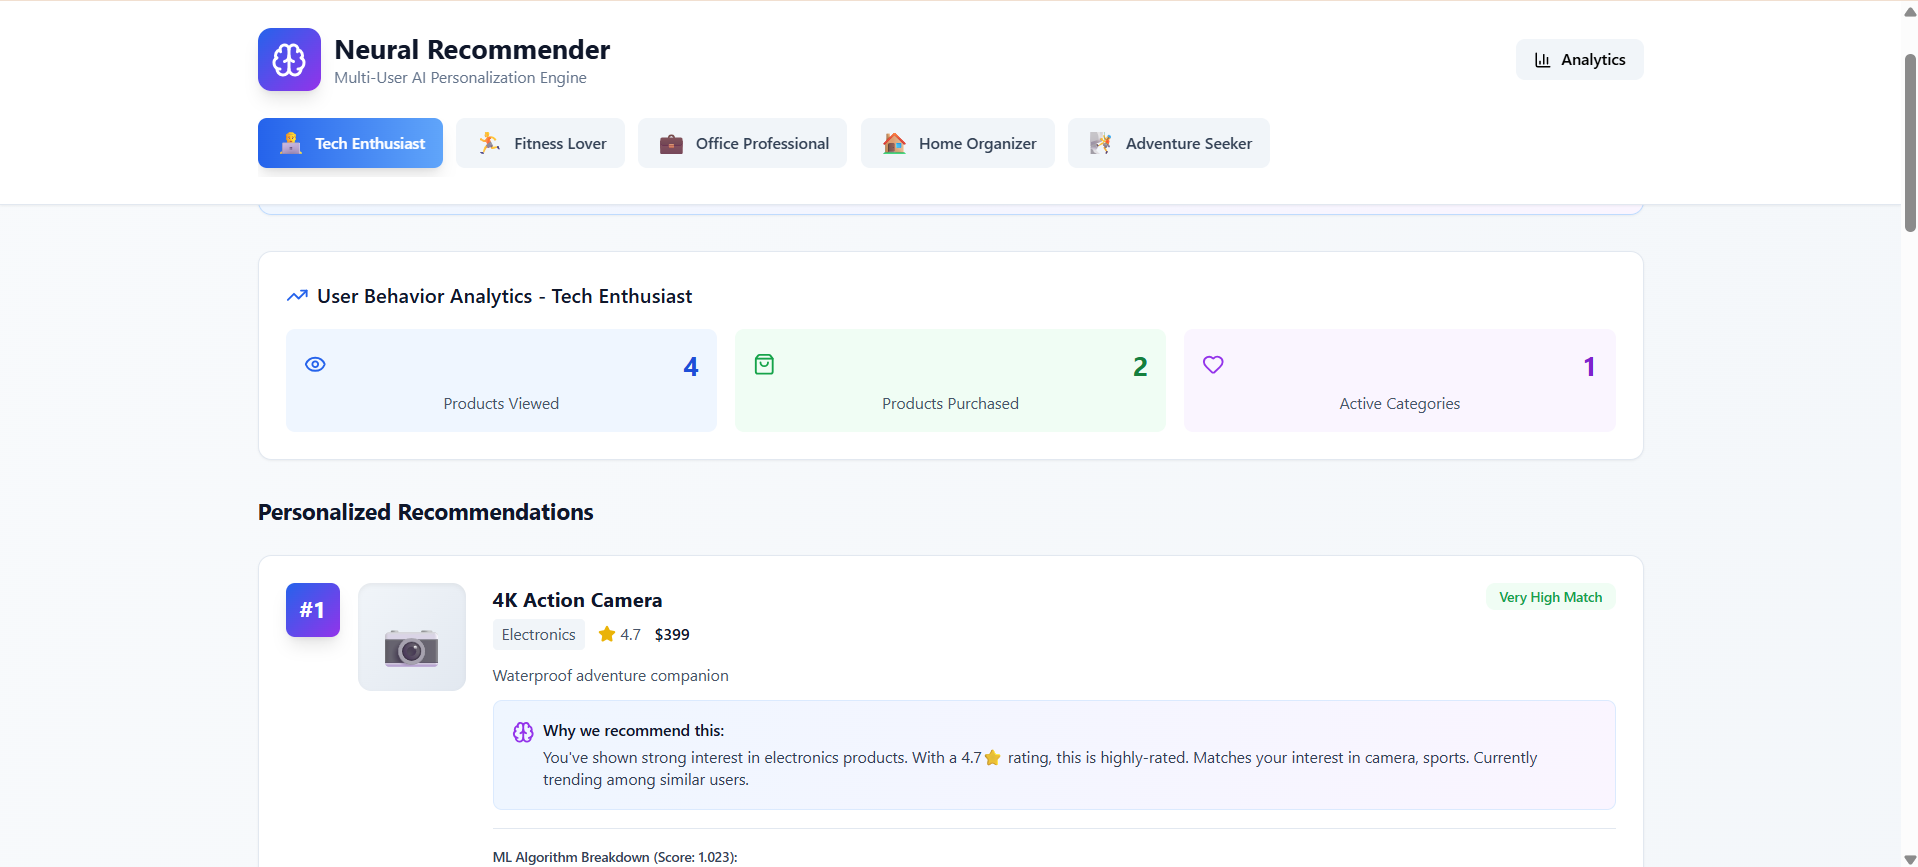 Neural Recommender
Multi-User AI Personalization Engine
Analytics
Tech Enthusiast
Fitness Lover
Office Professional
Home Organizer
Adventure Seeker
User Behavior Analytics - Tech Enthusiast
4
Products Viewed
2
Products Purchased
1
Active Categories
Personalized Recommendations
#1
4K Action Camera
Very High Match
Electronics ⭐ 4.7 $399
Waterproof adventure companion
Why we recommend this:
You've shown strong interest in electronics products. With a 4.7⭐ rating, this is highly-rated. Matches your interest in camera, sports. Currently
trending among similar users.
ML Algorithm Breakdown (Score: 1.023):